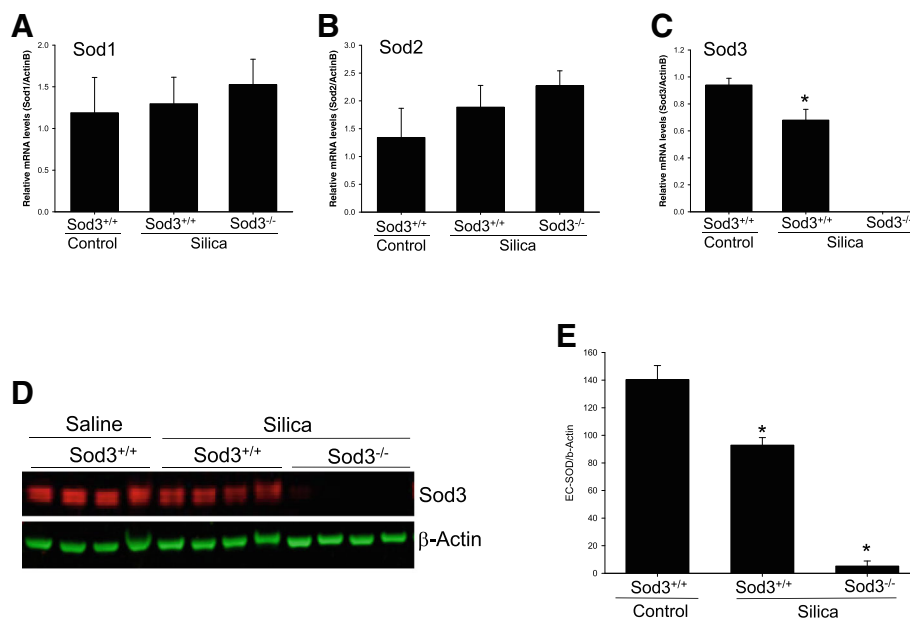 A
Sod1
Relative mRNA levels (Sod1/ActinB)
2.0
1.5
1.0
0.5
0.0
Sod3+/+ Sod3+/+ Sod3-/-
Control Silica
B
Sod2
Relative mRNA levels (Sod2/ActinB)
3.0
2.5
2.0
1.5
1.0
0.5
0.0
Sod3+/+ Sod3+/+ Sod3-/-
Control Silica
C
Sod3
Relative mRNA levels (Sod3/ActinB)
1.2
1.0
0.8
0.6
0.4
0.2
0.0
*
Sod3+/+ Sod3+/+ Sod3-/-
Control Silica
D
Saline Silica
Sod3+/+ Sod3+/+ Sod3-/-
Sod3
β-Actin
E
EC-SOD/b-Actin
160
140
120
100
80
60
40
20
0
*
*
Sod3+/+ Sod3+/+ Sod3-/-
Control Silica